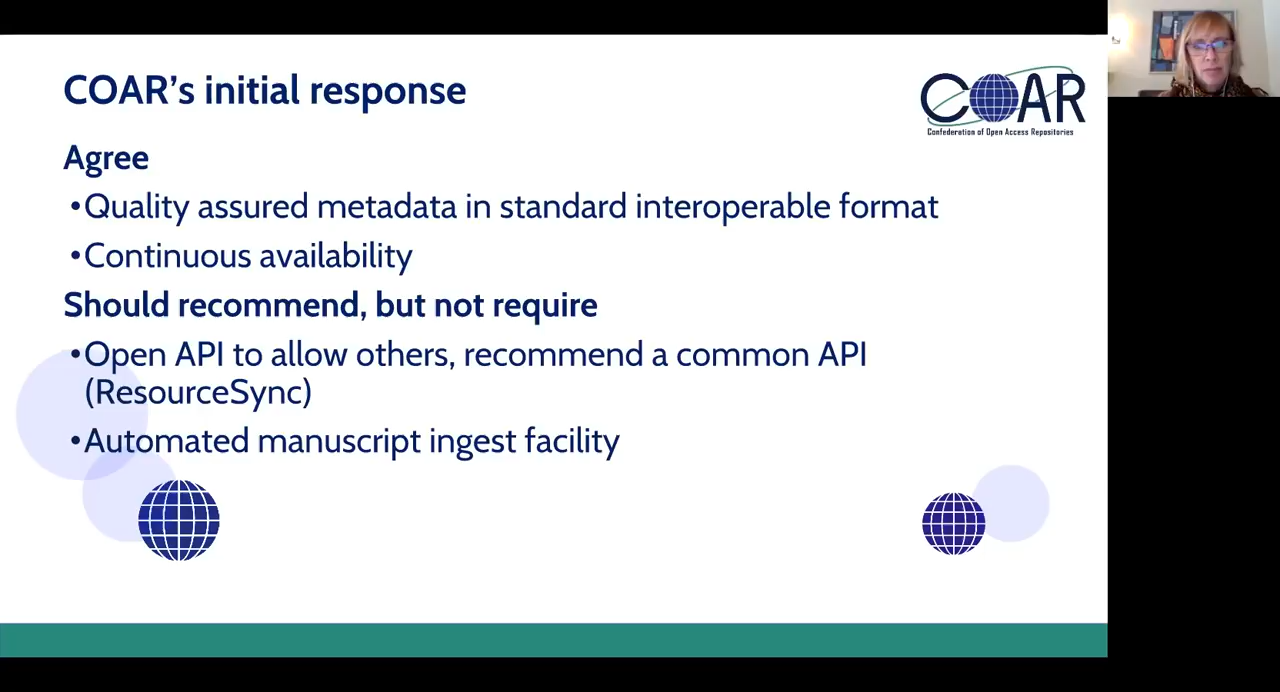 COAR's initial response
COAR
Confederation of Open Access Repositories
Agree
•Quality assured metadata in standard interoperable format
•Continuous availability
Should recommend, but not require
•Open API to allow others, recommend a common API
(ResourceSync)
•Automated manuscript ingest facility